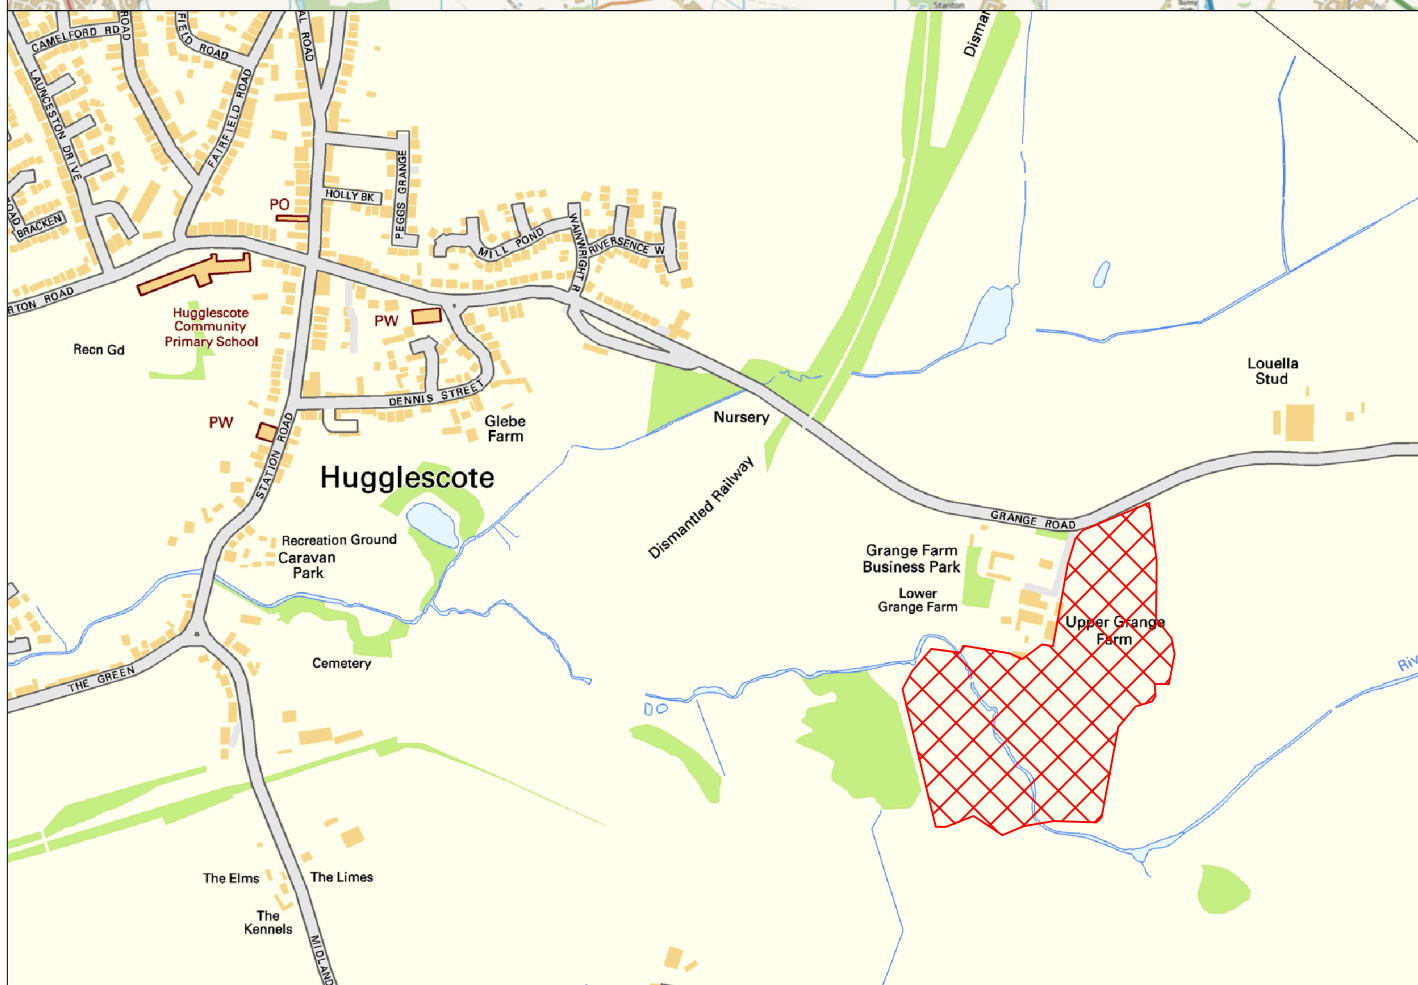 Stanton
CAMELFORD RD
ROAD
FIELD ROAD
AL ROAD
Disman
LAUNCESTON DRIVE
FAIRFIELD ROAD
PEGGS GRANGE
HOLLY BK
PO
ROAD
BRACKEN
MILL POND
WAINWRIGHT R
RIVERSENCE W
RTON ROAD
Hugglescote
Community
Primary School
PW
Recn Gd
Louella
Stud
DENNIS STREET
Nursery
PW
Glebe
Farm
STATION ROAD
Hugglescote
Dismantled Railway
GRANGE ROAD
Recreation Ground
Caravan
Park
Grange Farm
Business Park
Lower
Grange Farm
Upper Grange
Farm
Cemetery
Riv
THE GREEN
The Elms
The Limes
The
Kennels
MIDLAND